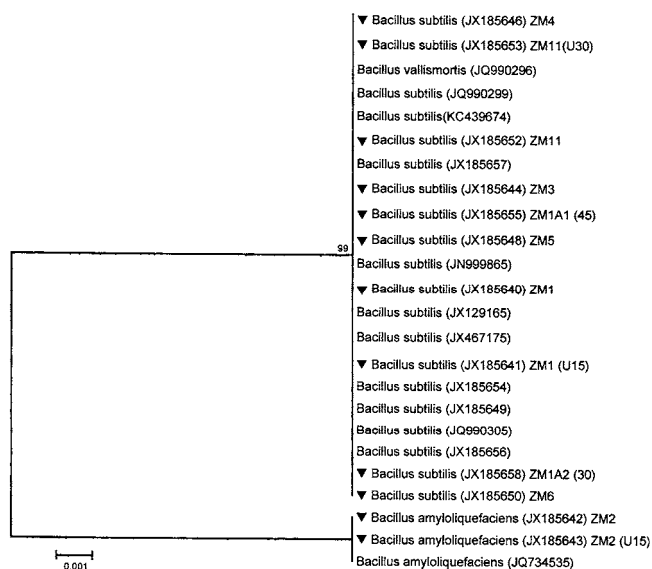 ▼ Bacillus subtilis (JX185646) ZM4
▼ Bacillus subtilis (JX185653) ZM11(U30)
Bacillus vallismortis (JQ990296)
Bacillus subtilis (JQ990299)
Bacillus subtilis(KC439674)
▼ Bacillus subtilis (JX185652) ZM11
Bacillus subtilis (JX185657)
▼ Bacillus subtilis (JX185644) ZM3
▼ Bacillus subtilis (JX185655) ZM1A1 (45)
▼ Bacillus subtilis (JX185648) ZM5
99
Bacillus subtilis (JN999865)
▼ Bacillus subtilis (JX185640) ZM1
Bacillus subtilis (JX129165)
Bacillus subtilis (JX467175)
▼ Bacillus subtilis (JX185641) ZM1 (U15)
Bacillus subtilis (JX185654)
Bacillus subtilis (JX185649)
Bacillus subtilis (JQ990305)
Bacillus subtilis (JX185656)
▼ Bacillus subtilis (JX185658) ZM1A2 (30)
▼ Bacillus subtilis (JX185650) ZM6
▼ Bacillus amyloliquefaciens (JX185642) ZM2
▼ Bacillus amyloliquefaciens (JX185643) ZM2 (U15)
Bacillus amyloliquefaciens (JQ734535)
0.001